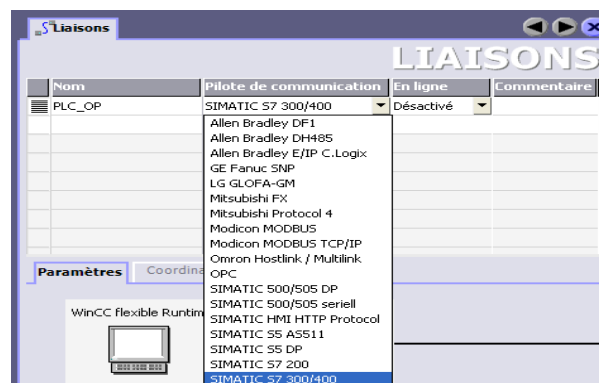 Liaisons
LIAISONS
Nom Pilote de communication En ligne Commentaire
PLC_OP SIMATIC S7 300/400 Désactivé
Allen Bradley DF1
Allen Bradley DH485
Allen Bradley E/IP C.Logix
GE Fanuc SNP
LG GLOFA-GM
Mitsubishi FX
Mitsubishi Protocol 4
Modicon MODBUS
Modicon MODBUS TCP/IP
Omron Hostlink / Multilink
OPC
SIMATIC 500/505 DP
SIMATIC 500/505 seriell
SIMATIC HMI HTTP Protocol
SIMATIC S5 AS511
SIMATIC S5 DP
SIMATIC S7 200
SIMATIC S7 300/400
Paramètres Coordina
WinCC flexible Runtim